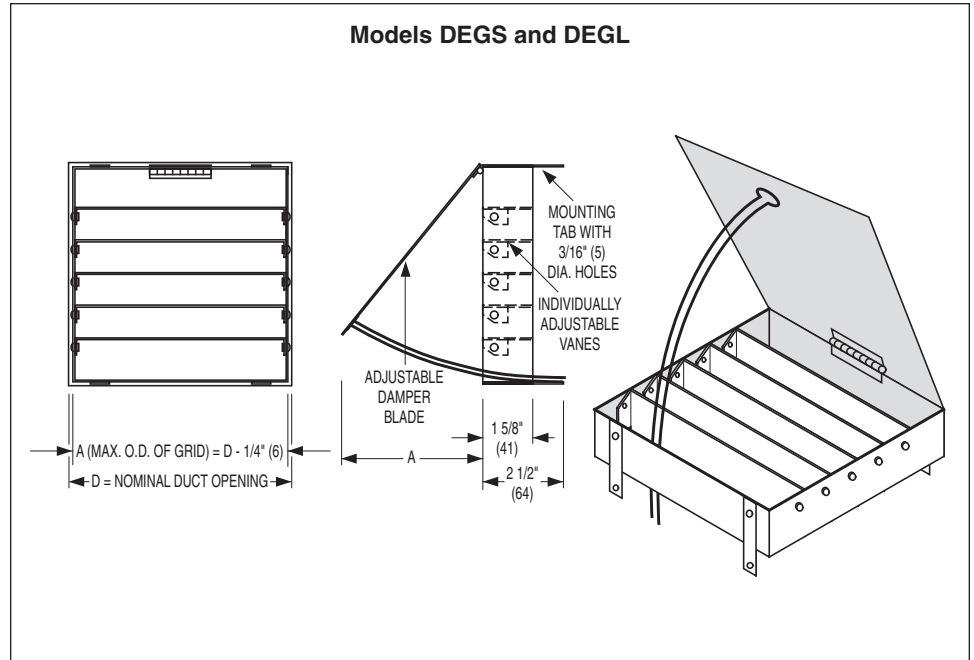 Models DEGS and DEGL
MOUNTING
TAB WITH
3/16" (5)
DIA. HOLES
INDIVIDUALLY
ADJUSTABLE
VANES
ADJUSTABLE
DAMPER
BLADE
1 5/8"
(41)
A
2 1/2"
(64)
A (MAX. O.D. OF GRID) = D - 1/4" (6)
D = NOMINAL DUCT OPENING